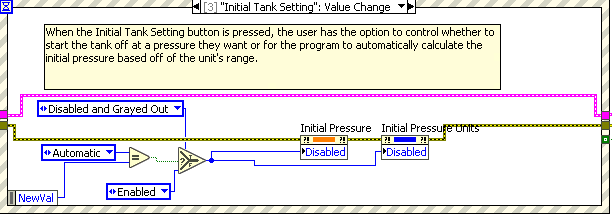 [3] "Initial Tank Setting": Value Change
When the Initial Tank Setting button is pressed, the user has the option to control whether to
start the tank off at a pressure they want or for the program to automatically calculate the
initial pressure based off of the unit's range.
Disabled and Grayed Out
Initial Pressure
Initial Pressure Units
?! ?!
?! ?!
Automatic
=
?
F
Disabled
Disabled
Enabled
NewVal